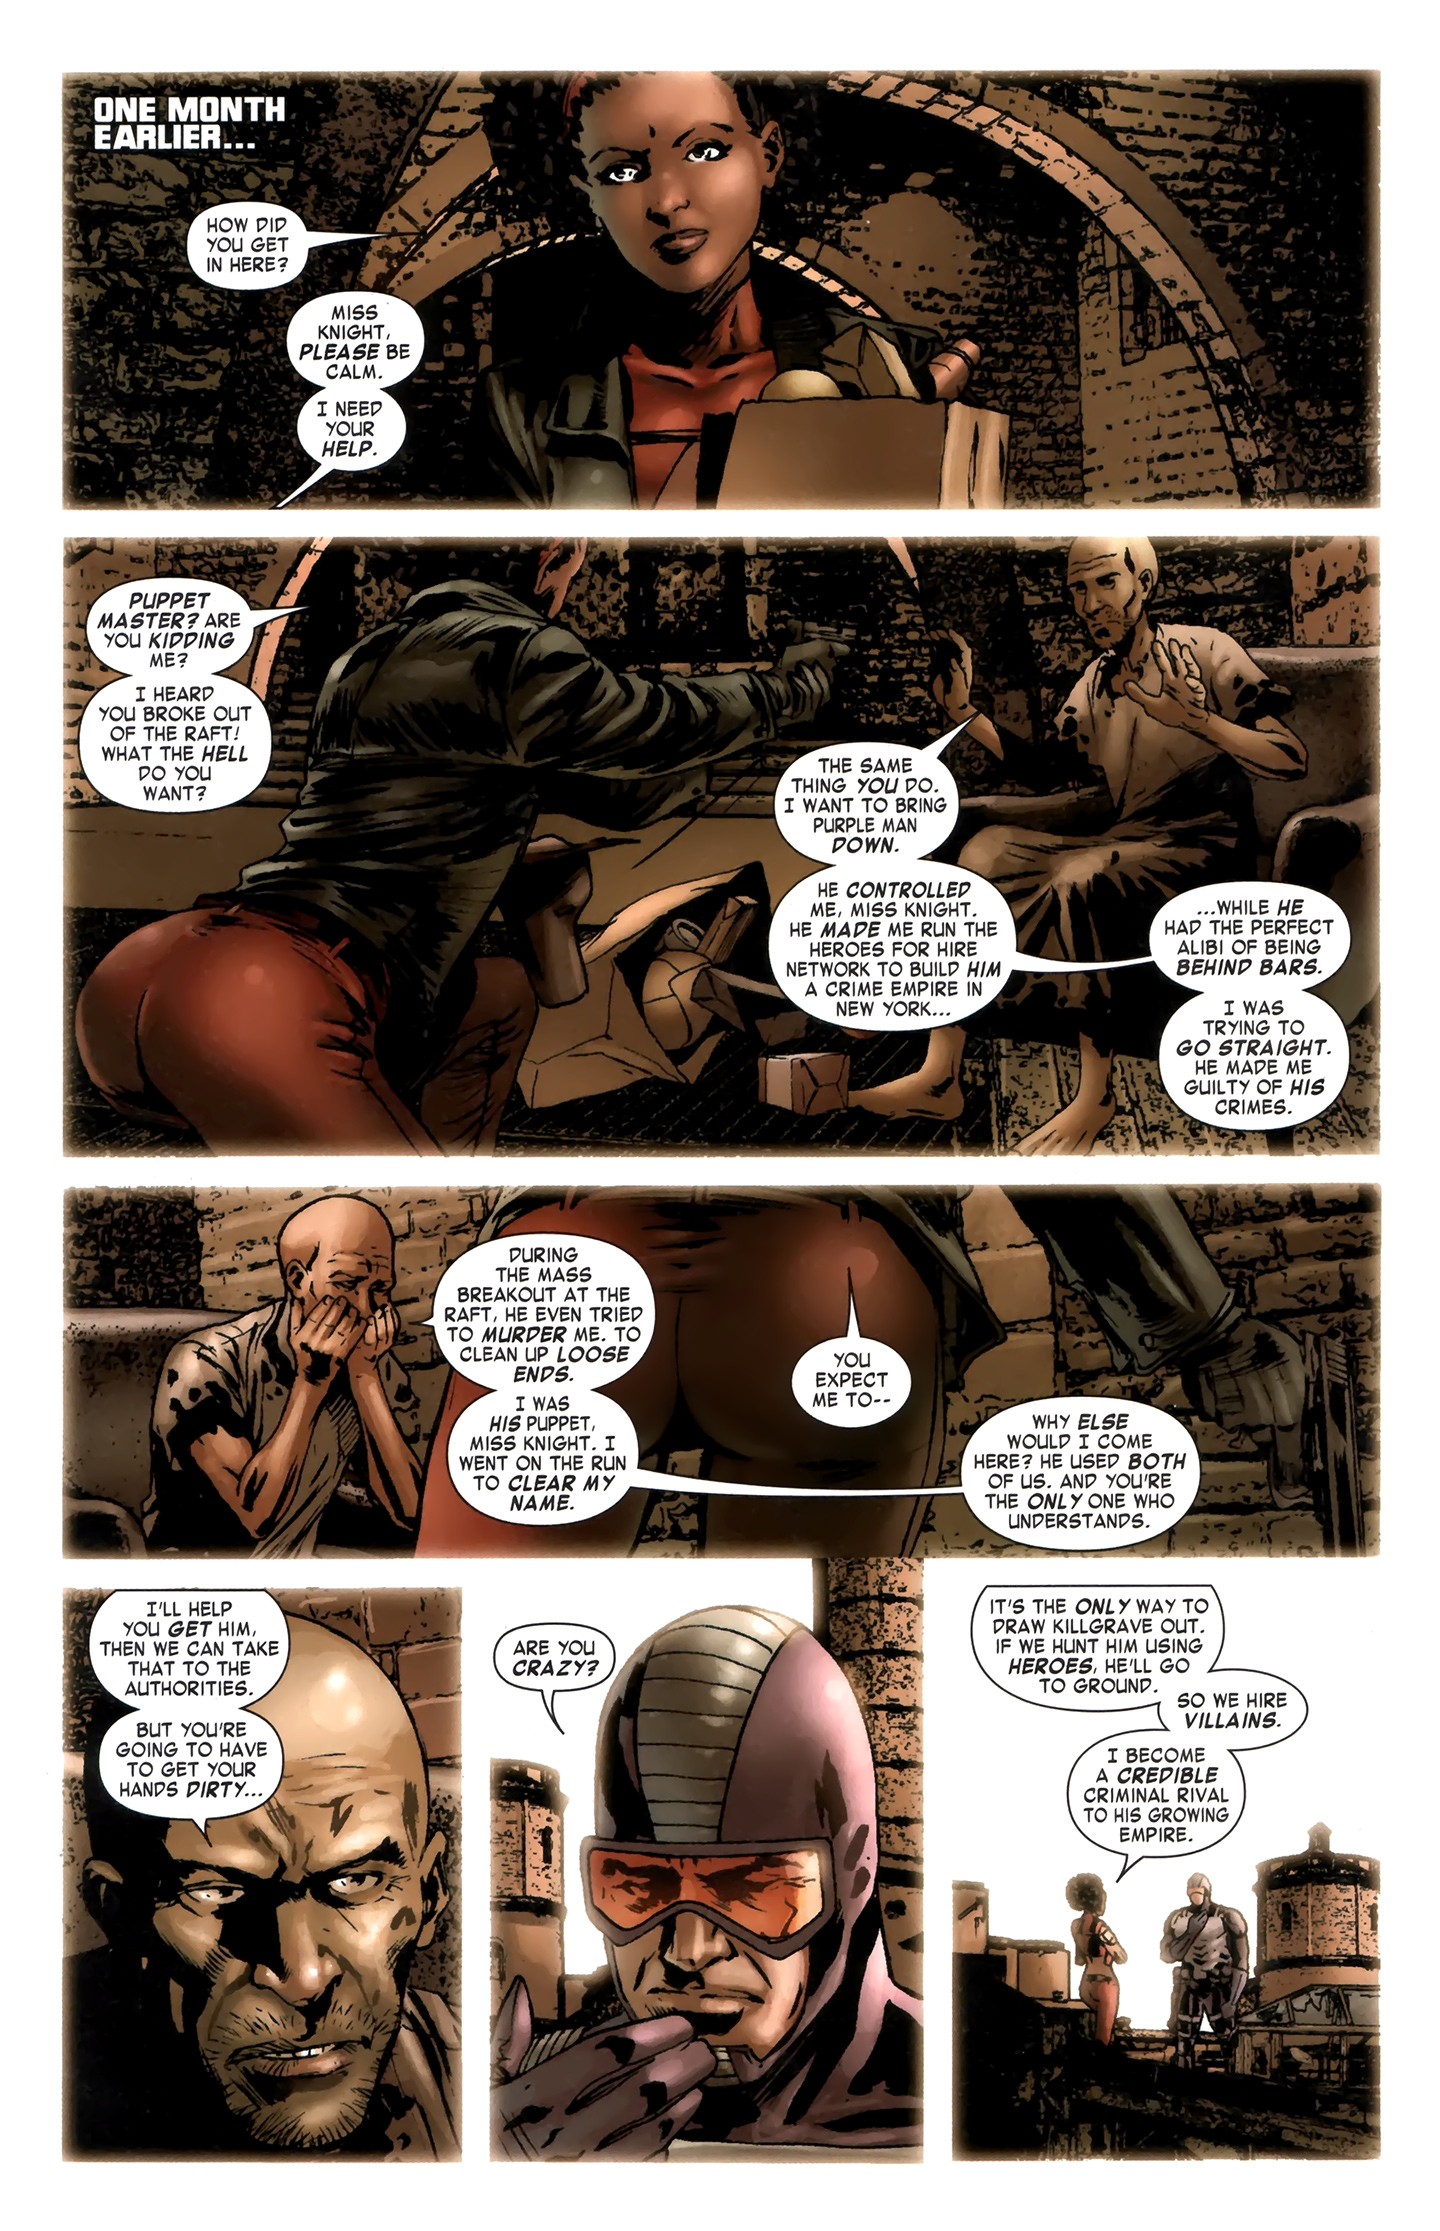 ONE MONTH
EARLIER...
HOW DID
YOU GET
IN HERE?
MISS
KNIGHT,
PLEASE BE
CALM.
I NEED
YOUR
HELP.
PUPPET
MASTER? ARE
YOU KIDDING
ME?
I HEARD
YOU BROKE OUT
OF THE RAFT!
WHAT THE HELL
DO YOU
WANT?
THE SAME
THING YOU DO.
I WANT TO BRING
PURPLE MAN
DOWN.
HE CONTROLLED
ME, MISS KNIGHT.
HE MADE ME RUN THE
HEROES FOR HIRE
NETWORK TO BUILD HIM
A CRIME EMPIRE IN
NEW YORK...
...WHILE HE
HAD THE PERFECT
ALIBI OF BEING
BEHIND BARS.
I WAS
TRYING TO
GO STRAIGHT.
HE MADE ME
GUILTY OF HIS
CRIMES.
DURING
THE MASS
BREAKOUT AT THE
RAFT, HE EVEN TRIED
TO MURDER ME. TO
CLEAN UP LOOSE
ENDS.
I WAS
HIS PUPPET,
MISS KNIGHT. I
WENT ON THE RUN
TO CLEAR MY
NAME.
YOU
EXPECT
ME TO--
WHY ELSE
WOULD I COME
HERE? HE USED BOTH
OF US. AND YOU'RE
THE ONLY ONE WHO
UNDERSTANDS.
I'LL HELP
YOU GET HIM,
THEN WE CAN TAKE
THAT TO THE
AUTHORITIES.
BUT YOU'RE
GOING TO HAVE
TO GET YOUR
HANDS DIRTY...
ARE YOU
CRAZY?
IT'S THE ONLY WAY TO
DRAW KILLGRAVE OUT.
IF WE HUNT HIM USING
HEROES, HE'LL GO
TO GROUND.
SO WE HIRE
VILLAINS.
I BECOME
A CREDIBLE
CRIMINAL RIVAL
TO HIS GROWING
EMPIRE.